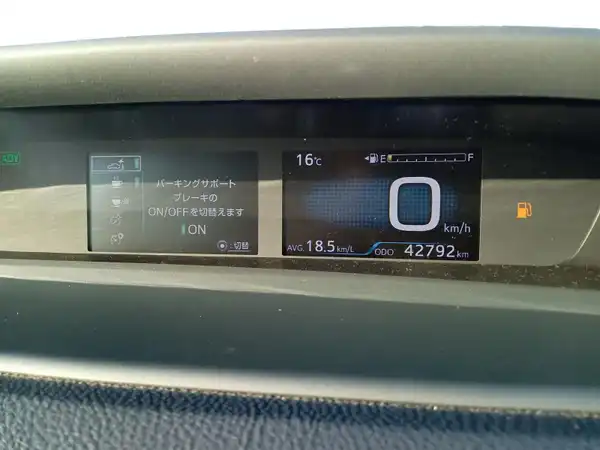 パーキングサポート
ブレーキの
ON/OFFを切替えます
ON
:切替
16℃
E F
0 km/h
AVG. 18.5 km/L
ODO 42792 km